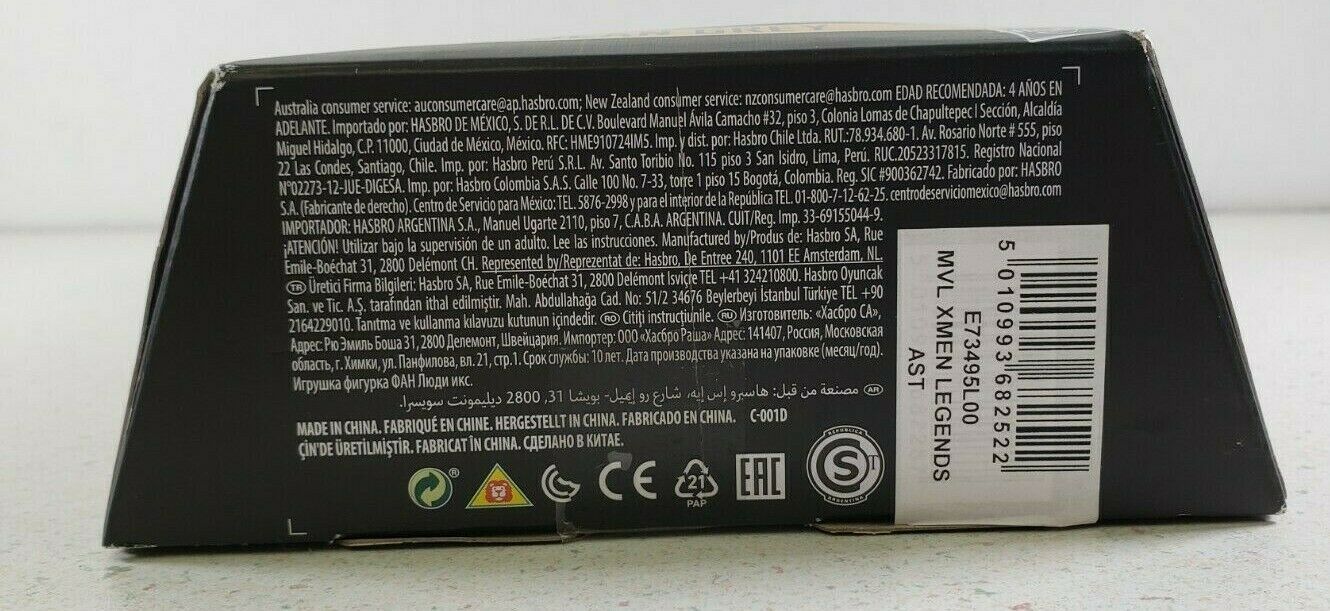 JEAN GREY
Australia consumer service: auconsumercare@ap.hasbro.com; New Zealand consumer service: nzconsumercare@hasbro.com EDAD RECOMENDADA: 4 AÑOS EN
ADELANTE. Importado por: HASBRO DE MÉXICO, S. DE R.L. DE C.V. Boulevard Manuel Ávila Camacho #32, piso 3, Colonia Lomas de Chapultepec I Sección, Alcaldía
Miguel Hidalgo, C.P. 11000, Ciudad de México, México. RFC: HME910724IM5. Imp. y dist. por: Hasbro Chile Ltda. RUT.:78.934.680-1. Av. Rosario Norte # 555, piso
22 Las Condes, Santiago, Chile. Imp. por: Hasbro Perú S.R.L. Av. Santo Toribio No. 115 piso 3 San Isidro, Lima, Perú. RUC.20523317815. Registro Nacional
N°02273-12-JUE-DIGESA. Imp. por: Hasbro Colombia S.A.S. Calle 100 No. 7-33, torre 1 piso 15 Bogotá, Colombia. Reg. SIC #900362742. Fabricado por: HASBRO
S.A. (Fabricante de derecho). Centro de Servicio para México: TEL. 5876-2998 y para el interior de la República TEL. 01-800-7-12-62-25. centrodeserviciomexico@hasbro.com
IMPORTADOR: HASBRO ARGENTINA S.A., Manuel Ugarte 2110, piso 7, C.A.B.A. ARGENTINA. CUIT/Reg. Imp. 33-69155044-9.
¡ATENCIÓN! Utilizar bajo la supervisión de un adulto. Lee las instrucciones. Manufactured by/Produs de: Hasbro SA, Rue
Emile-Boéchat 31, 2800 Delémont CH. Represented by/Reprezentat de: Hasbro, De Entree 240, 1101 EE Amsterdam, NL.
TR Üretici Firma Bilgileri: Hasbro SA, Rue Emile-Boéchat 31, 2800 Delémont İsviçre TEL +41 324210800. Hasbro Oyuncak
San. ve Tic. A.Ş. tarafından ithal edilmiştir. Mah. Abdullahağa Cad. No: 51/2 34676 Beylerbeyi İstanbul Türkiye TEL +90
2164229010. Tanıtma ve kullanma kılavuzu kutunun içindedir. RO Citiți instrucțiunile. RU Изготовитель: «Хасбро СА»,
Адрес: Рю Эмиль Боша 31, 2800 Делемонт, Швейцария. Импортер: ООО «Хасбро Раша» Адрес: 141407, Россия, Московская
область, г. Химки, ул. Панфилова, вл. 21, стр.1. Срок службы: 10 лет. Дата производства указана на упаковке (месяц/год).
Игрушка фигурка ФАН Люди икс.
AR مصنعة من قبل: هاسبرو إس إيه، شارع رو إيميل- بويشا 31, 2800 ديليمونت سويسرا.
MADE IN CHINA. FABRIQUÉ EN CHINE. HERGESTELLT IN CHINA. FABRICADO EN CHINA. C-001D
ÇİN'DE ÜRETİLMİŞTİR. FABRICAT ÎN CHINA. СДЕЛАНО В КИТАЕ.
® CE 21 PAP EAC REPUBLICA S IT ARGENTINA
5 010993 682522
E73495L00
MVL XMEN LEGENDS
AST